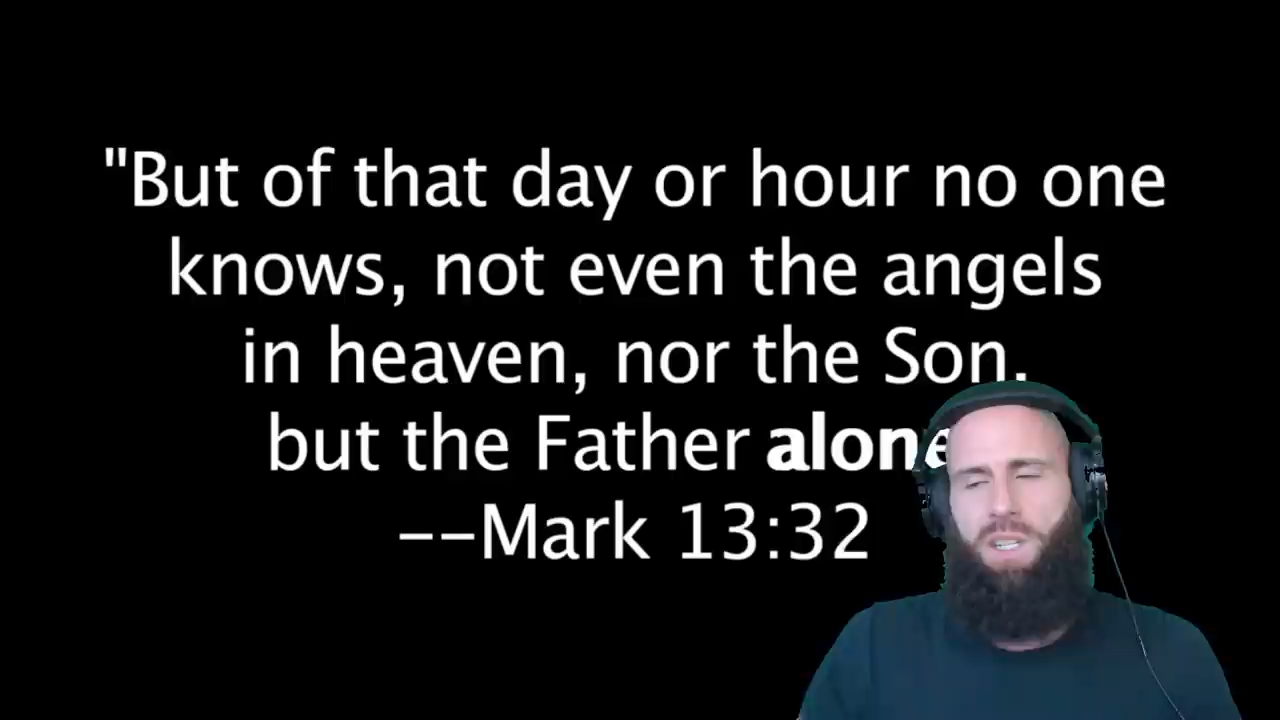 "But of that day or hour no one
knows, not even the angels
in heaven, nor the Son,
but the Father alone
--Mark 13:32